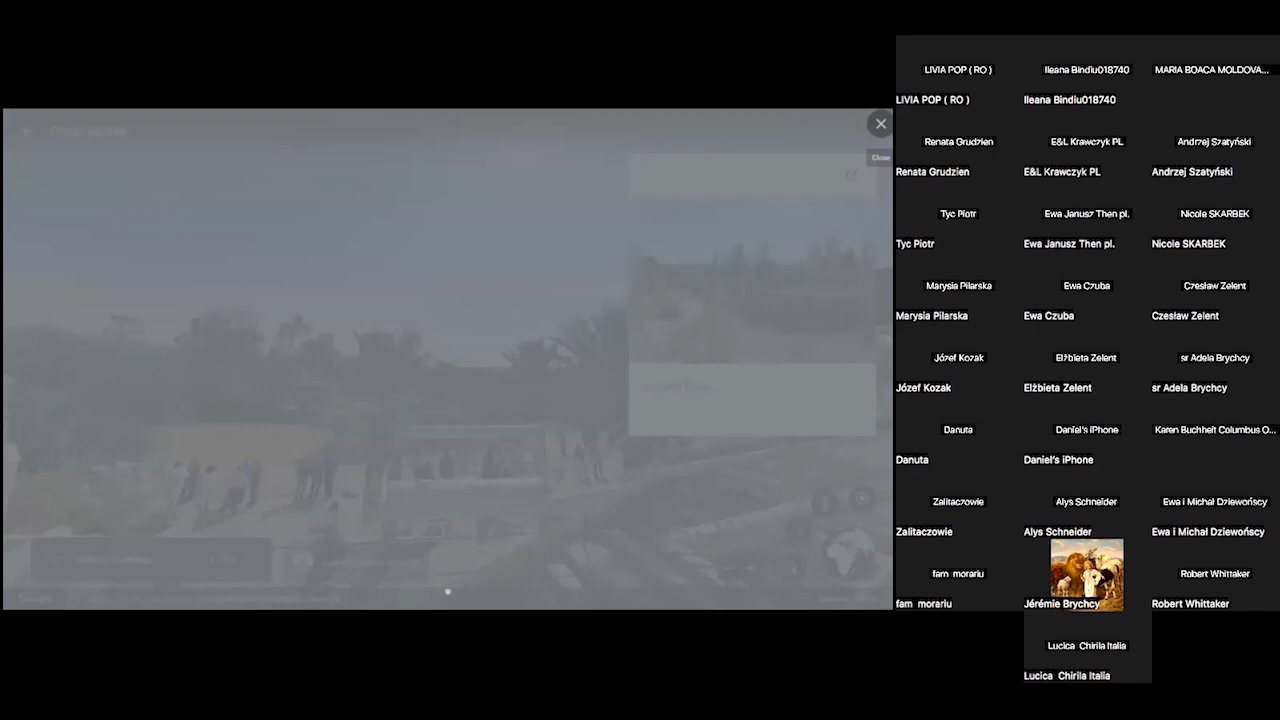 LIVIA POP ( RO )
Ileana Bindiu018740
MARIA BOACA MOLDOVA...
LIVIA POP ( RO )
Ileana Bindiu018740
Renata Grudzien
E&L Krawczyk PL
Andrzej Szatyński
Renata Grudzien
E&L Krawczyk PL
Andrzej Szatyński
Tyc Piotr
Ewa Janusz Then pl.
Nicole SKARBEK
Tyc Piotr
Ewa Janusz Then pl.
Nicole SKARBEK
Marysia Pilarska
Ewa Czuba
Czesław Zelent
Marysia Pilarska
Ewa Czuba
Czesław Zelent
Józef Kozak
Elżbieta Zelent
sr Adela Brychcy
Józef Kozak
Elżbieta Zelent
sr Adela Brychcy
Danuta
Daniel's iPhone
Karen Buchheit Columbus O...
Danuta
Daniel's iPhone
Zalitaczowie
Alys Schneider
Ewa i Michał Dziewońscy
Zalitaczowie
Alys Schneider
Ewa i Michał Dziewońscy
fam morariu
Robert Whittaker
fam morariu
Jérémie Brychcy
Robert Whittaker
Lucica Chirila Italia
Lucica Chirila Italia
Close
Google